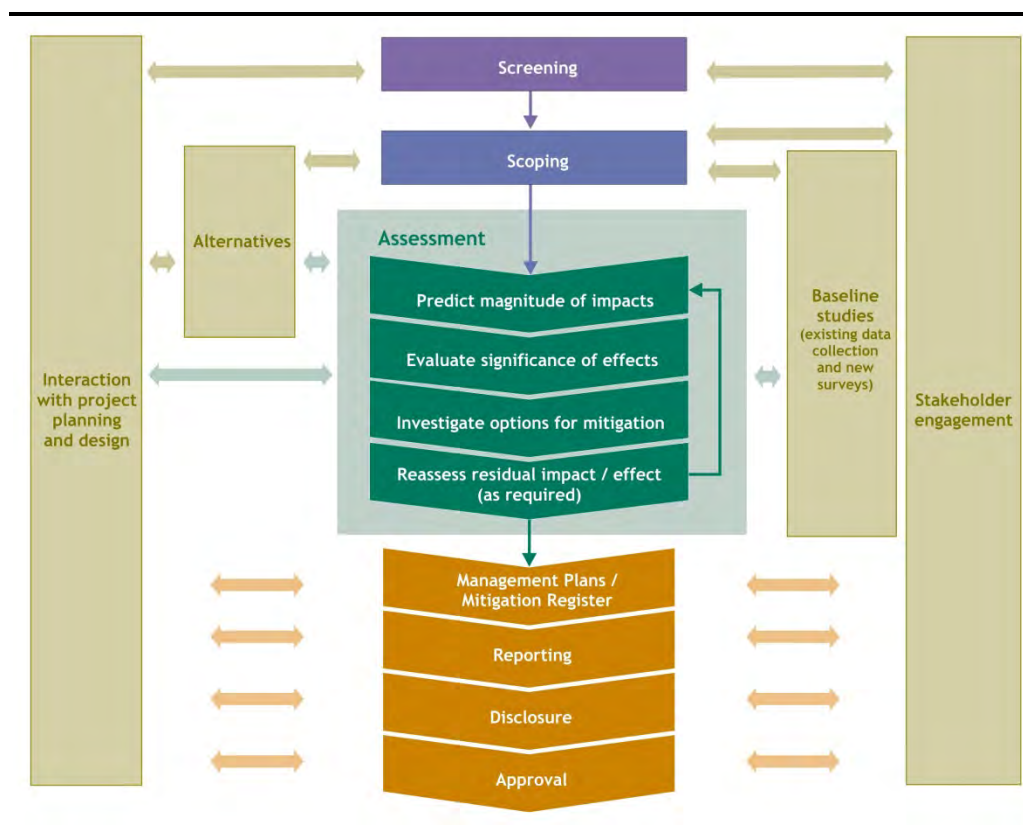 Screening
Scoping
Alternatives
Assessment
Predict magnitude of impacts
Evaluate significance of effects
Investigate options for mitigation
Reassess residual impact / effect
(as required)
Interaction
with project
planning
and design
Baseline
studies
(existing data
collection
and new
surveys)
Stakeholder
engagement
Management Plans /
Mitigation Register
Reporting
Disclosure
Approval